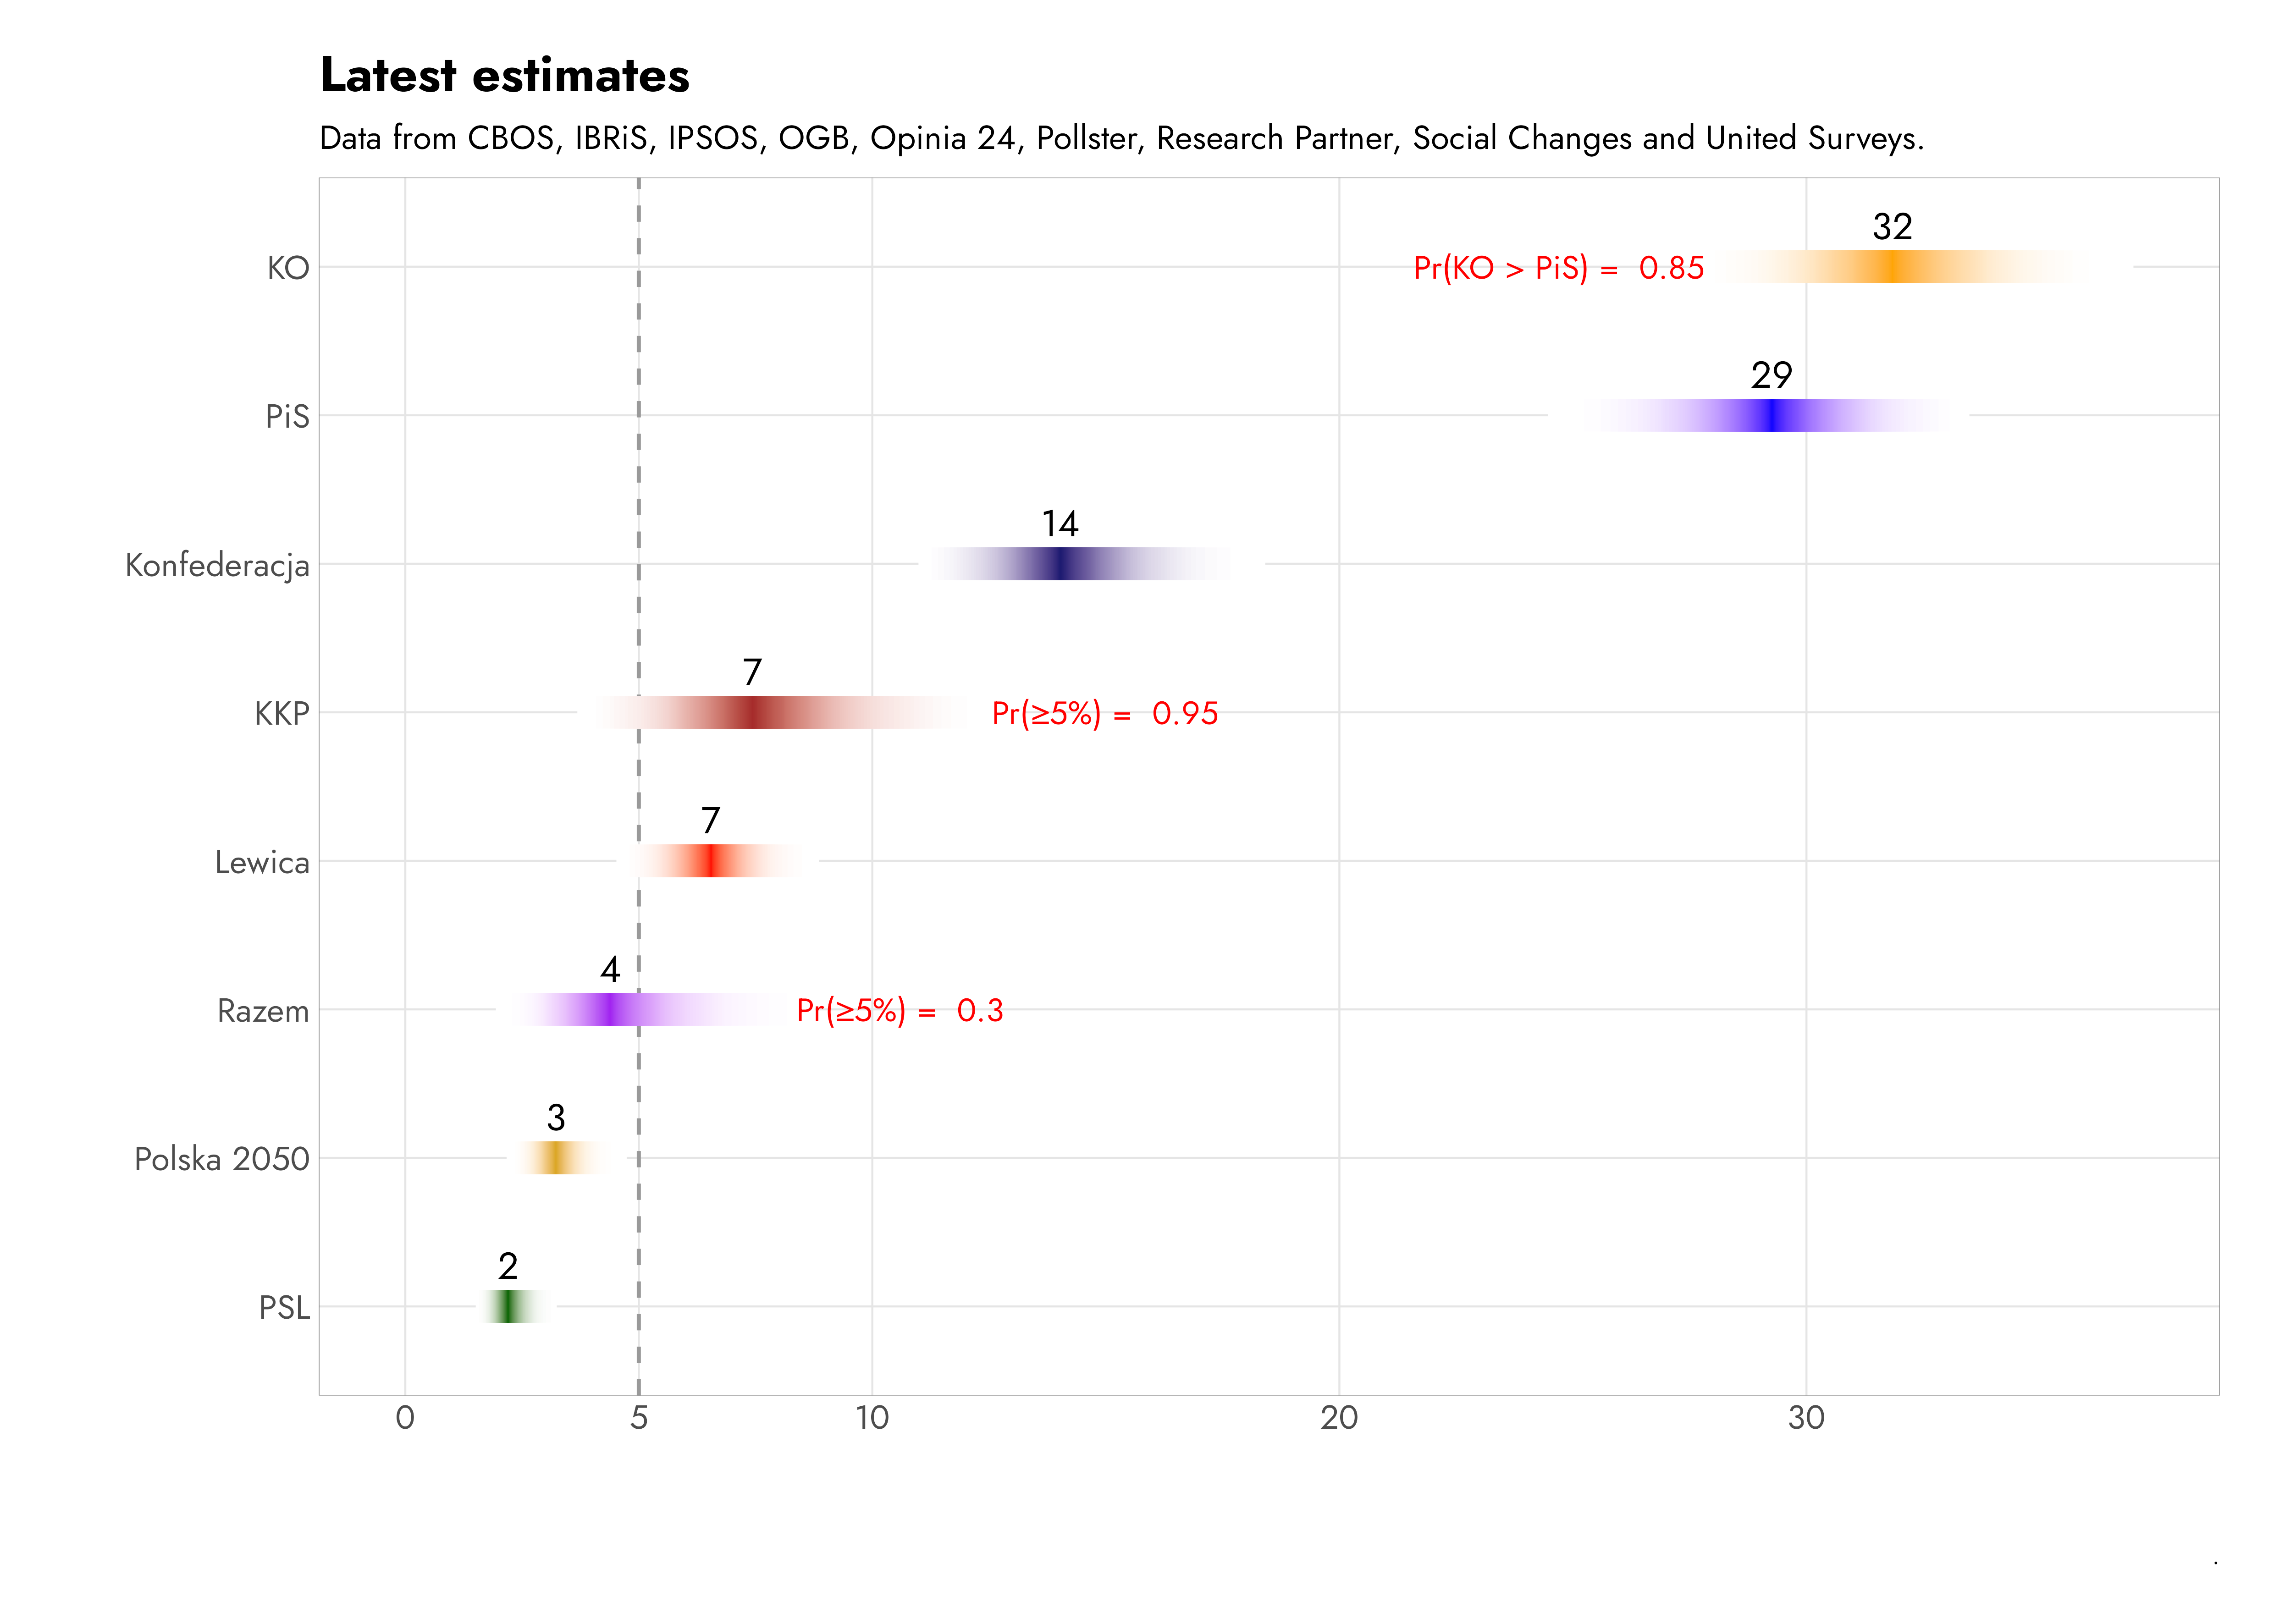 Latest estimates
Data from CBOS, IBRiS, IPSOS, OGB, Opinia 24, Pollster, Research Partner, Social Changes and United Surveys.
32
KO Pr(KO > PiS) = 0.85
29
PiS
14
Konfederacja
7
KKP Pr(≥5%) = 0.95
7
Lewica
4
Razem Pr(≥5%) = 0.3
3
Polska 2050
2
PSL
0 5 10 20 30
.